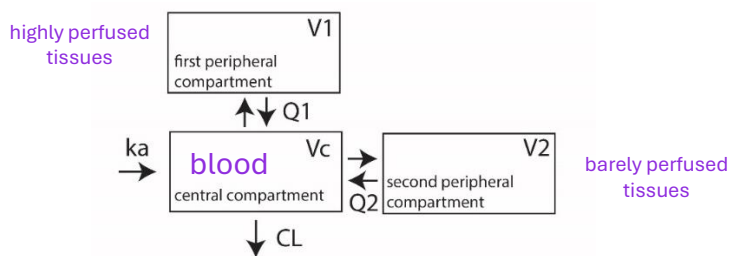 highly perfused
tissues
V1
first peripheral
compartment
Q1
ka
blood
Vc
central compartment
V2
second peripheral
compartment
Q2
barely perfused
tissues
CL